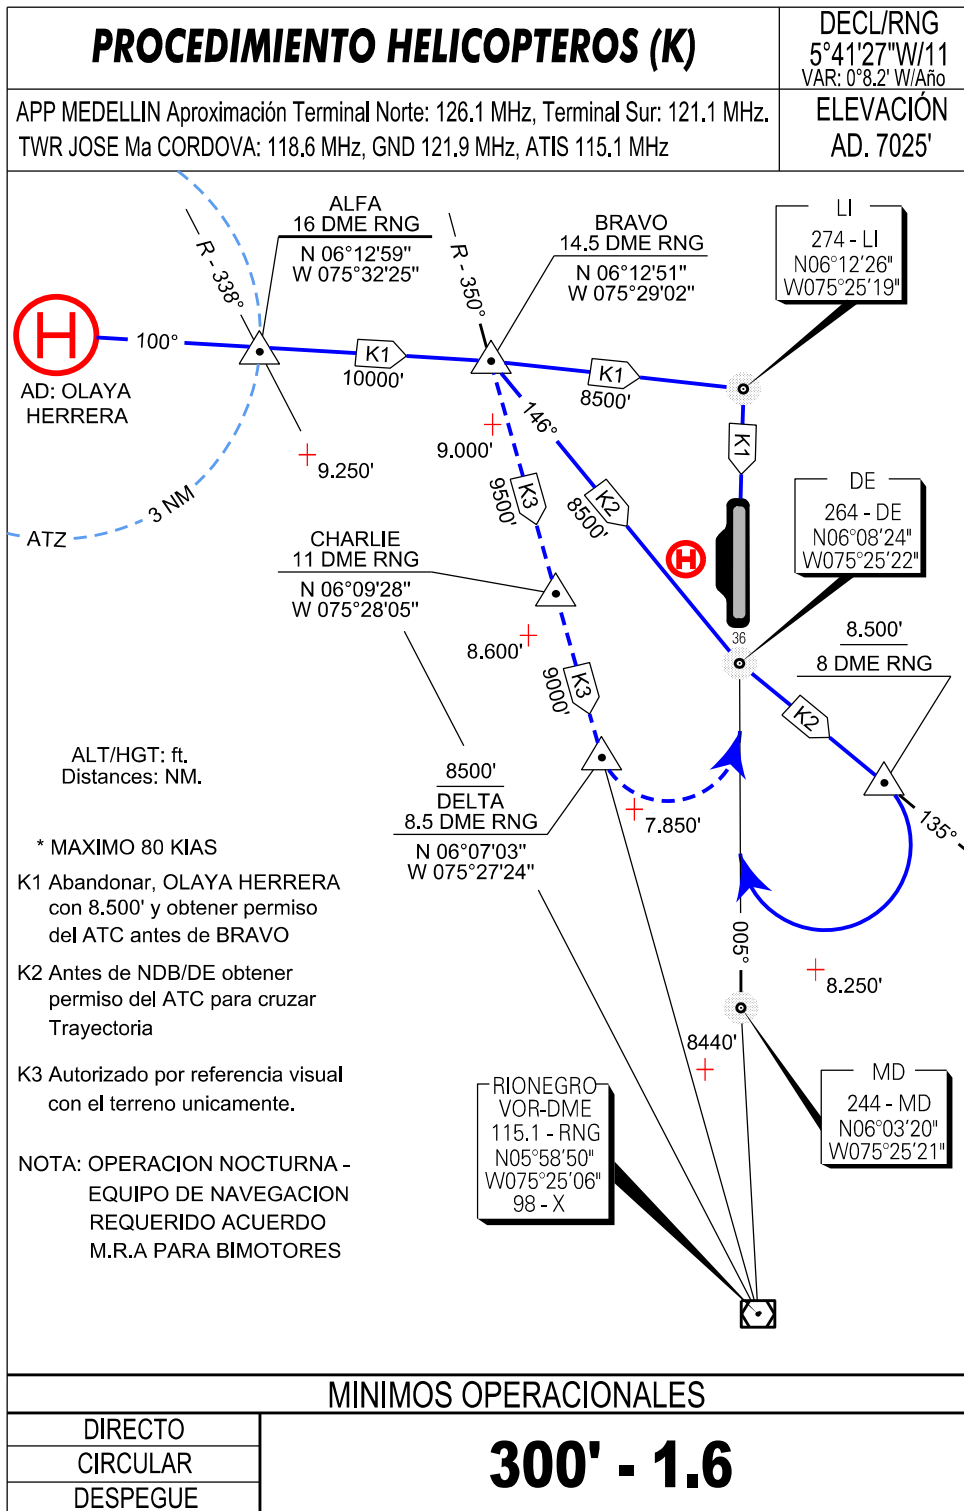 PROCEDIMIENTO HELICOPTEROS (K)
DECL/RNG
5°41'27"W/11
VAR: 0°8.2' W/Año
APP MEDELLIN Aproximación Terminal Norte: 126.1 MHz, Terminal Sur: 121.1 MHz.
TWR JOSE Ma CORDOVA: 118.6 MHz, GND 121.9 MHz, ATIS 115.1 MHz
ELEVACIÓN
AD. 7025'
ALFA
16 DME RNG
N 06°12'59"
W 075°32'25"
R - 338°
R - 350°
BRAVO
14.5 DME RNG
N 06°12'51"
W 075°29'02"
LI
274 - LI
N06°12'26"
W075°25'19"
H
AD: OLAYA
HERRERA
100°
K1
10000'
K1
8500'
K1
9.250'
9.000'
3 NM
ATZ
146°
K2
8500'
K3
9500'
DE
264 - DE
N06°08'24"
W075°25'22"
H
36
CHARLIE
11 DME RNG
N 06°09'28"
W 075°28'05"
8.600'
K3
9000'
8.500'
8 DME RNG
K2
135°
ALT/HGT: ft.
Distances: NM.
8500'
DELTA
8.5 DME RNG
N 06°07'03"
W 075°27'24"
7.850'
005°
8.250'
8440'
* MAXIMO 80 KIAS
K1 Abandonar, OLAYA HERRERA
con 8.500' y obtener permiso
del ATC antes de BRAVO
K2 Antes de NDB/DE obtener
permiso del ATC para cruzar
Trayectoria
K3 Autorizado por referencia visual
con el terreno unicamente.
NOTA: OPERACION NOCTURNA -
EQUIPO DE NAVEGACION
REQUERIDO ACUERDO
M.R.A PARA BIMOTORES
RIONEGRO
VOR-DME
115.1 - RNG
N05°58'50"
W075°25'06"
98 - X
MD
244 - MD
N06°03'20"
W075°25'21"
MINIMOS OPERACIONALES
DIRECTO
CIRCULAR
DESPEGUE
300' - 1.6